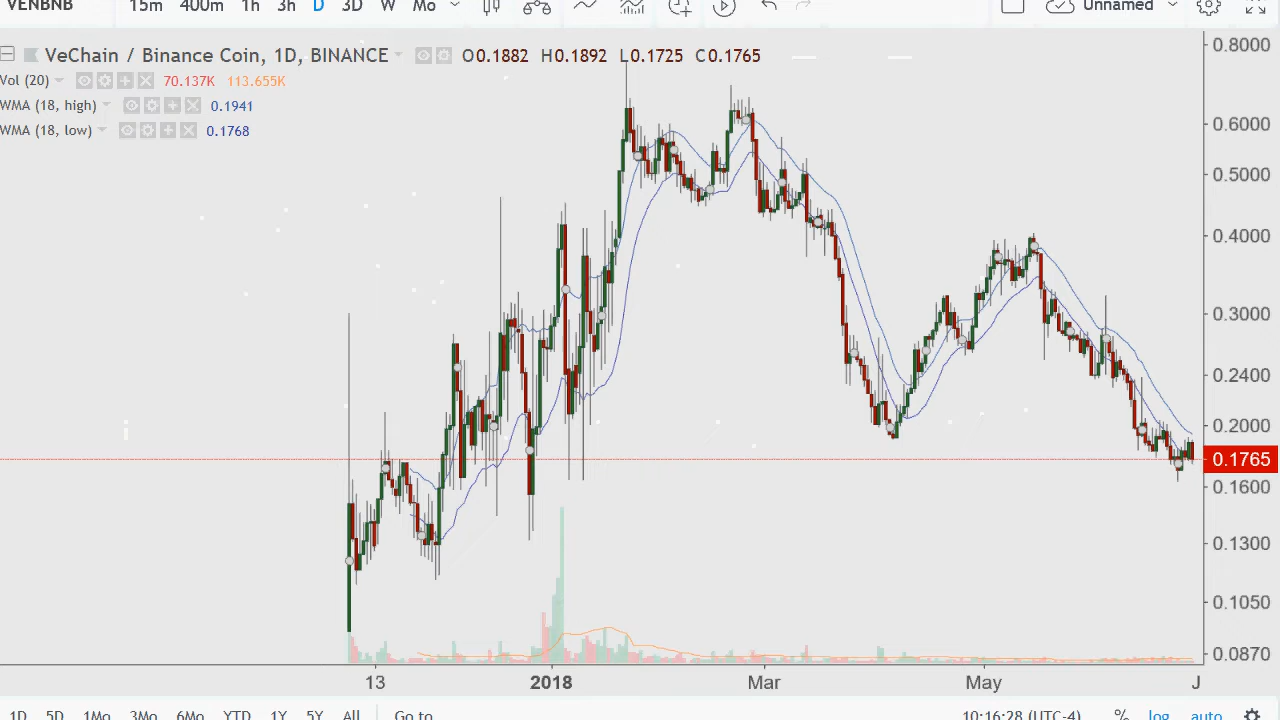 VENBNB 15m 400m 1h 3h D 3D W Mo Unnamed
VeChain / Binance Coin, 1D, BINANCE O0.1882 H0.1892 L0.1725 C0.1765
Vol (20) 70.137K 113.655K
WMA (18, high) 0.1941
WMA (18, low) 0.1768
0.8000
0.6000
0.5000
0.4000
0.3000
0.2400
0.2000
0.1765
0.1600
0.1300
0.1050
0.0870
13 2018 Mar May J
1D 5D 1Mo 3Mo 6Mo YTD 1Y 5Y All Go to 10:16:28 (UTC-4) % log auto